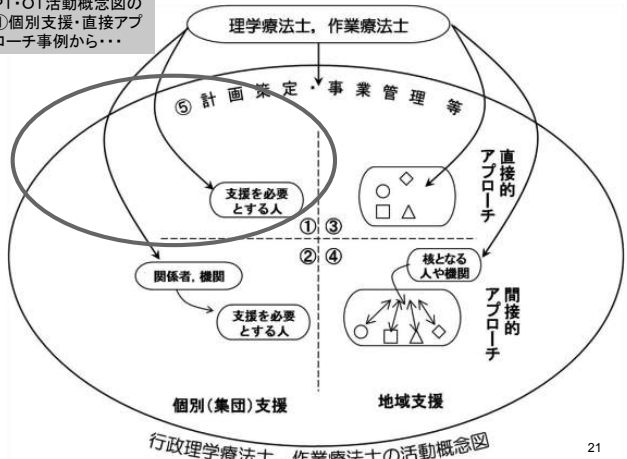 PT・OT活動概念図の
①個別支援・直接アプ
ローチ事例から・・・
理学療法士，作業療法士
⑤計画策定・事業管理 等
支援を必要
とする人
直接的
アプローチ
① ③
② ④
関係者，機関
核となる
人や機関
支援を必要
とする人
間接的
アプローチ
個別（集団）支援
地域支援
行政理学療法士，作業療法士の活動概念図
21